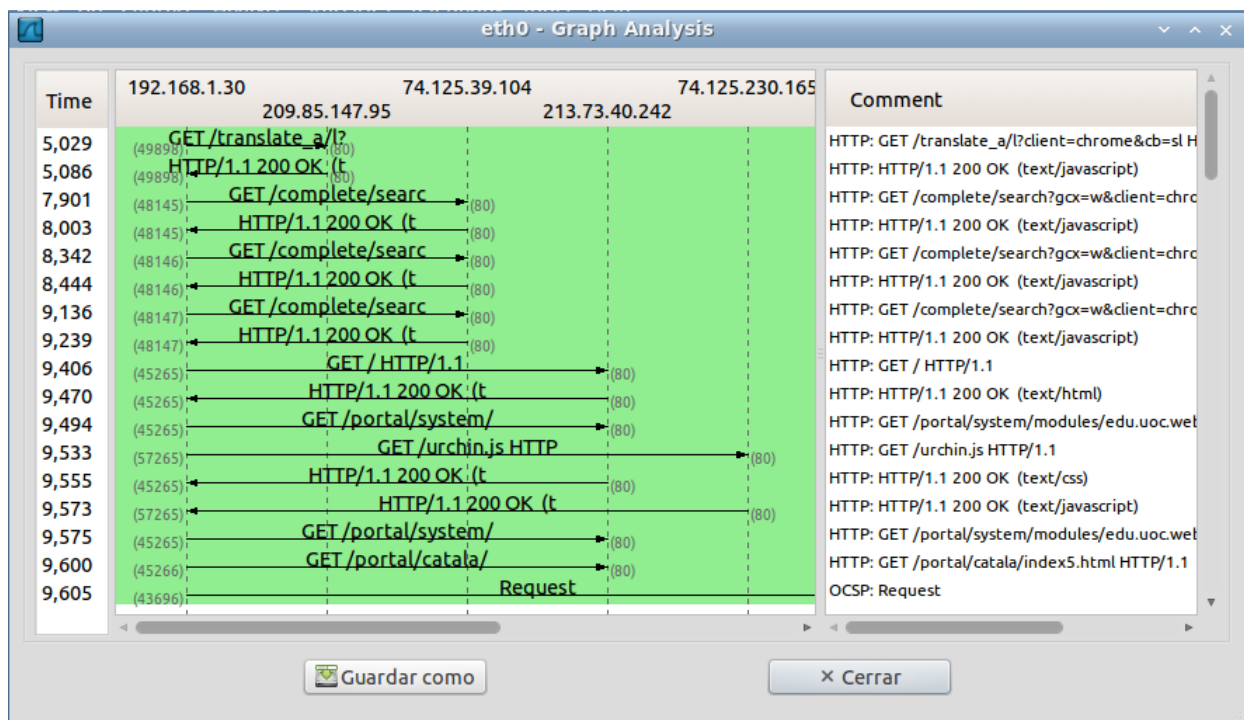 eth0 - Graph Analysis
Time
192.168.1.30 74.125.39.104 74.125.230.165
209.85.147.95 213.73.40.242
Comment
5,029 (49898) GET /translate_a/l? (80) HTTP: GET /translate_a/l?client=chrome&cb=sl H
5,086 (49898) HTTP/1.1 200 OK (t (80) HTTP: HTTP/1.1 200 OK (text/javascript)
7,901 (48145) GET /complete/searc (80) HTTP: GET /complete/search?gcx=w&client=chrc
8,003 (48145) HTTP/1.1 200 OK (t (80) HTTP: HTTP/1.1 200 OK (text/javascript)
8,342 (48146) GET /complete/searc (80) HTTP: GET /complete/search?gcx=w&client=chrc
8,444 (48146) HTTP/1.1 200 OK (t (80) HTTP: HTTP/1.1 200 OK (text/javascript)
9,136 (48147) GET /complete/searc (80) HTTP: GET /complete/search?gcx=w&client=chrc
9,239 (48147) HTTP/1.1 200 OK (t (80) HTTP: HTTP/1.1 200 OK (text/javascript)
9,406 (45265) GET / HTTP/1.1 (80) HTTP: GET / HTTP/1.1
9,470 (45265) HTTP/1.1 200 OK (t (80) HTTP: HTTP/1.1 200 OK (text/html)
9,494 (45265) GET /portal/system/ (80) HTTP: GET /portal/system/modules/edu.uoc.wet
9,533 (57265) GET /urchin.js HTTP (80) HTTP: GET /urchin.js HTTP/1.1
9,555 (45265) HTTP/1.1 200 OK (t (80) HTTP: HTTP/1.1 200 OK (text/css)
9,573 (57265) HTTP/1.1 200 OK (t (80) HTTP: HTTP/1.1 200 OK (text/javascript)
9,575 (45265) GET /portal/system/ (80) HTTP: GET /portal/system/modules/edu.uoc.wet
9,600 (45266) GET /portal/catala/ (80) HTTP: GET /portal/catala/index5.html HTTP/1.1
9,605 (43696) Request OCSP: Request
Guardar como
Cerrar